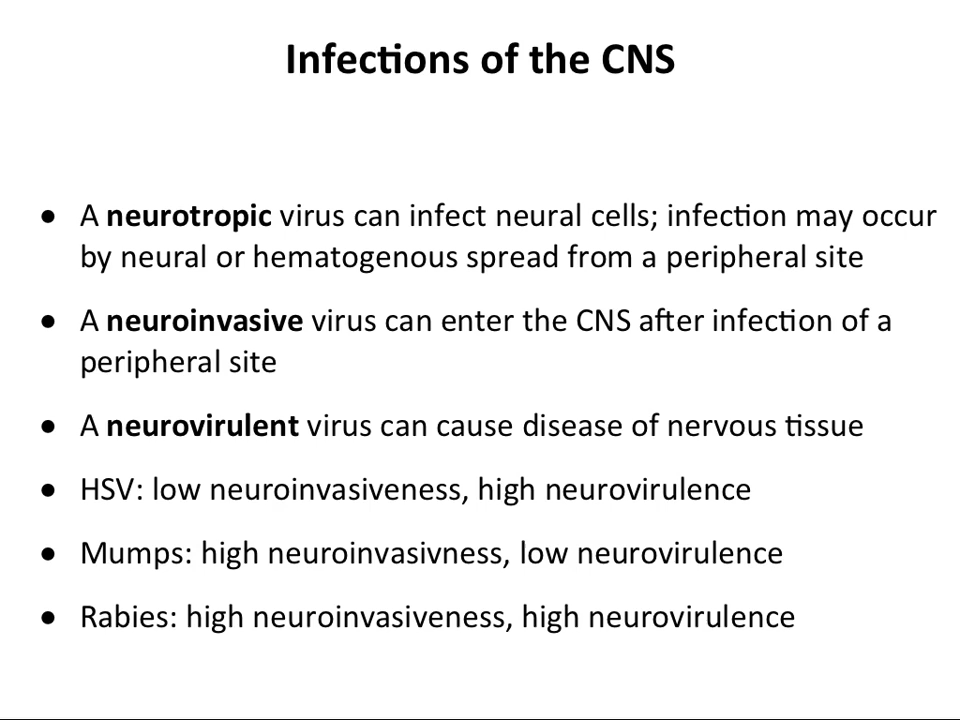 Infections of the CNS
● A neurotropic virus can infect neural cells; infection may occur
by neural or hematogenous spread from a peripheral site
● A neuroinvasive virus can enter the CNS after infection of a
peripheral site
● A neurovirulent virus can cause disease of nervous tissue
● HSV: low neuroinvasiveness, high neurovirulence
● Mumps: high neuroinvasivness, low neurovirulence
● Rabies: high neuroinvasiveness, high neurovirulence